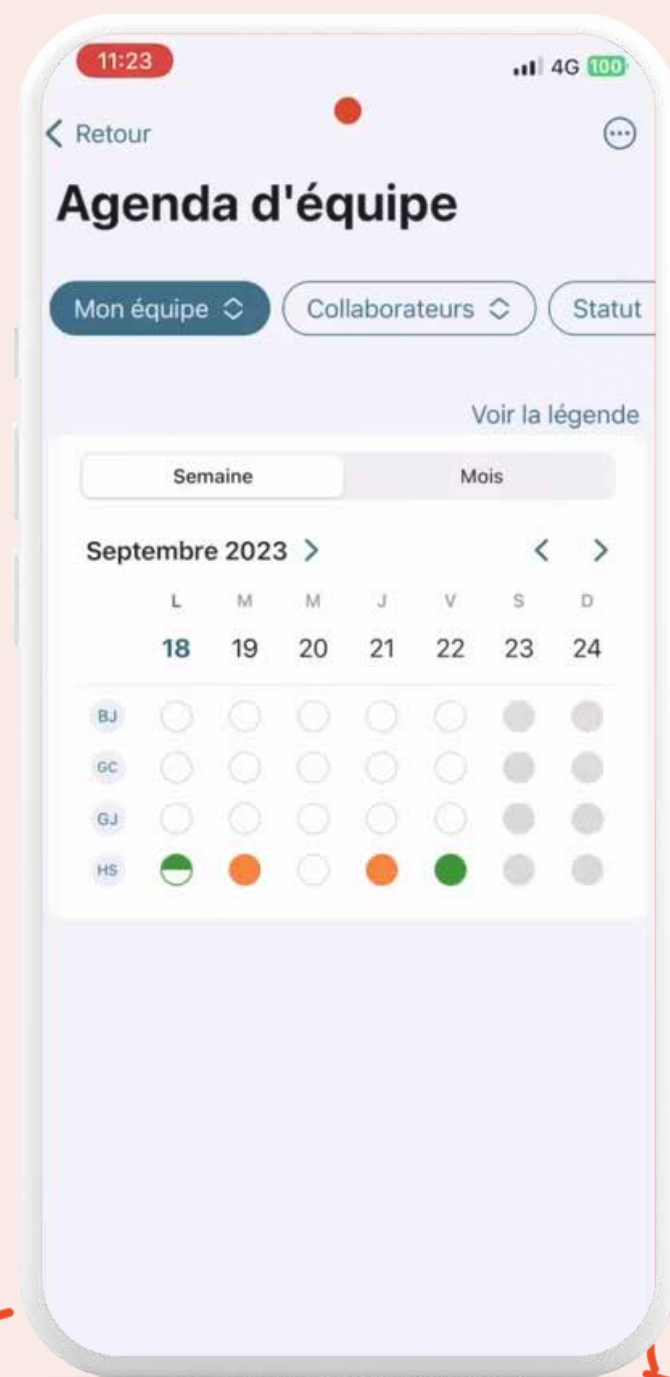 11:23 4G 100
Retour
Agenda d'équipe
Mon équipe Collaborateurs Statut
Voir la légende
Semaine Mois
Septembre 2023
L M M J V S D
18 19 20 21 22 23 24
BJ
GC
GJ
HS